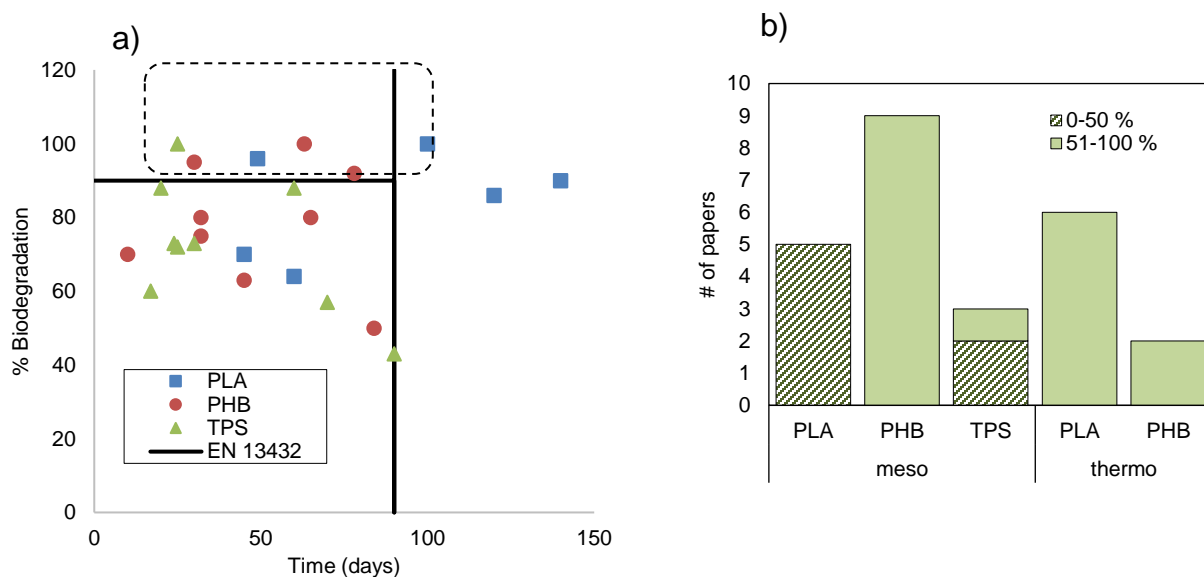 a)
% Biodegradation
120
100
80
60
40
20
0
0 50 100 150
Time (days)
PLA
PHB
TPS
EN 13432
b)
# of papers
10
9
8
7
6
5
4
3
2
1
0
0-50 %
51-100 %
PLA PHB TPS PLA PHB
meso thermo